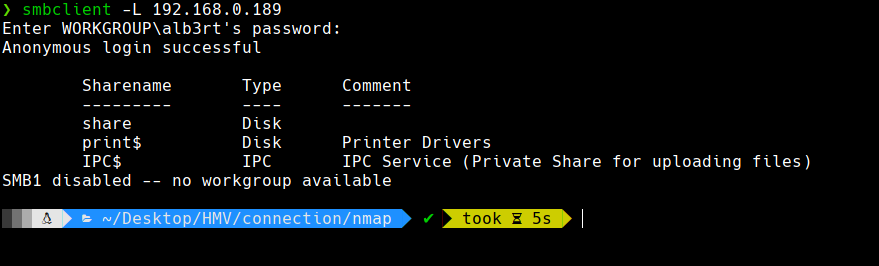 ❯ smbclient -L 192.168.0.189
Enter WORKGROUP\alb3rt's password:
Anonymous login successful
Sharename Type Comment
--------- ---- -------
share Disk
print$ Disk Printer Drivers
IPC$ IPC IPC Service (Private Share for uploading files)
SMB1 disabled -- no workgroup available
~/Desktop/HMV/connection/nmap ✔ took ⌛ 5s